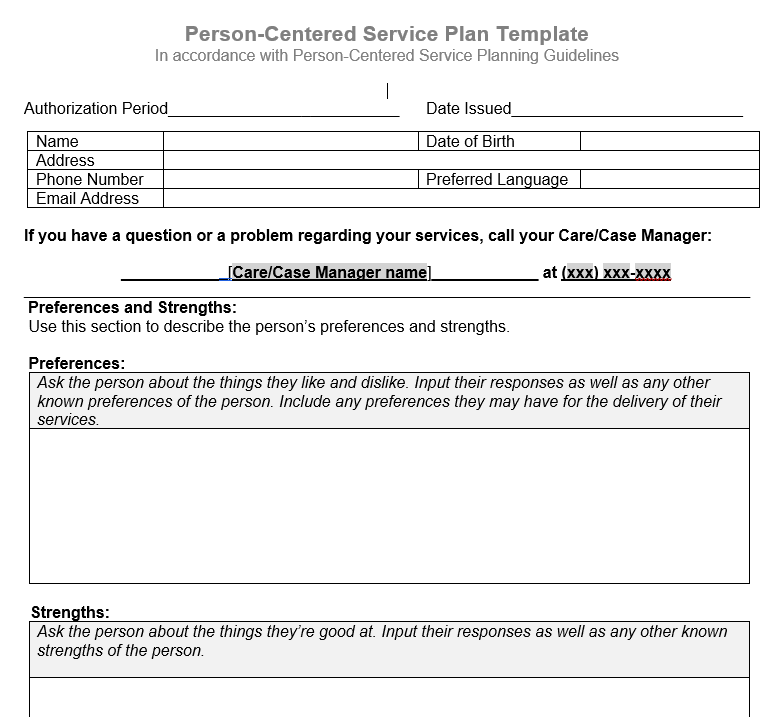 Person-Centered Service Plan Template
In accordance with Person-Centered Service Planning Guidelines
Authorization Period__________________________ Date Issued__________________________
Name Date of Birth
Address
Phone Number Preferred Language
Email Address
If you have a question or a problem regarding your services, call your Care/Case Manager:
____________[Care/Case Manager name]____________ at (xxx) xxx-xxxx
Preferences and Strengths:
Use this section to describe the person’s preferences and strengths.
Preferences:
Ask the person about the things they like and dislike. Input their responses as well as any other
known preferences of the person. Include any preferences they may have for the delivery of their
services.
Strengths:
Ask the person about the things they’re good at. Input their responses as well as any other known
strengths of the person.